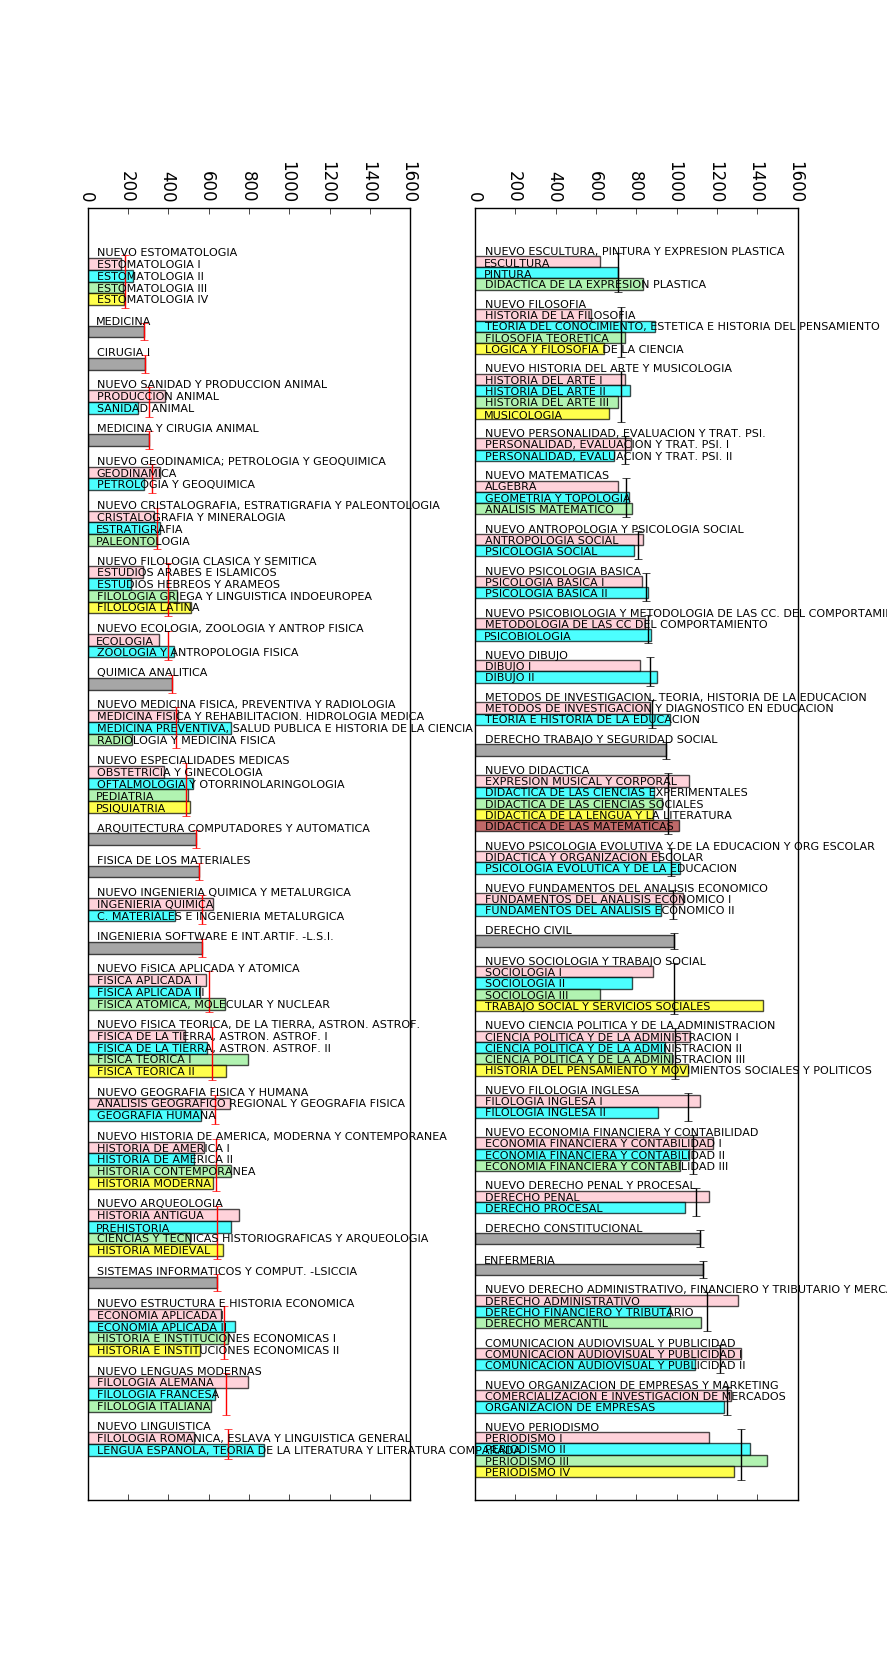 0 200 400 600 800 1000 1200 1400 1600
NUEVO ESTOMATOLOGIA
ESTOMATOLOGIA I
ESTOMATOLOGIA II
ESTOMATOLOGIA III
ESTOMATOLOGIA IV
MEDICINA
CIRUGIA I
NUEVO SANIDAD Y PRODUCCION ANIMAL
PRODUCCION ANIMAL
SANIDAD ANIMAL
MEDICINA Y CIRUGIA ANIMAL
NUEVO GEODINAMICA; PETROLOGIA Y GEOQUIMICA
GEODINAMICA
PETROLOGIA Y GEOQUIMICA
NUEVO CRISTALOGRAFIA, ESTRATIGRAFIA Y PALEONTOLOGIA
CRISTALOGRAFIA Y MINERALOGIA
ESTRATIGRAFIA
PALEONTOLOGIA
NUEVO FILOLOGIA CLASICA Y SEMITICA
ESTUDIOS ARABES E ISLAMICOS
ESTUDIOS HEBREOS Y ARAMEOS
FILOLOGIA GRIEGA Y LINGUISTICA INDOEUROPEA
FILOLOGIA LATINA
NUEVO ECOLOGIA, ZOOLOGIA Y ANTROP FISICA
ECOLOGIA
ZOOLOGIA Y ANTROPOLOGIA FISICA
QUIMICA ANALITICA
NUEVO MEDICINA FISICA, PREVENTIVA Y RADIOLOGIA
MEDICINA FISICA Y REHABILITACION. HIDROLOGIA MEDICA
MEDICINA PREVENTIVA, SALUD PUBLICA E HISTORIA DE LA CIENCIA
RADIOLOGIA Y MEDICINA FISICA
NUEVO ESPECIALIDADES MEDICAS
OBSTETRICIA Y GINECOLOGIA
OFTALMOLOGIA Y OTORRINOLARINGOLOGIA
PEDIATRIA
PSIQUIATRIA
ARQUITECTURA COMPUTADORES Y AUTOMATICA
FISICA DE LOS MATERIALES
NUEVO INGENIERIA QUIMICA Y METALURGICA
INGENIERIA QUIMICA
C. MATERIALES E INGENIERIA METALURGICA
INGENIERIA SOFTWARE E INT.ARTIF. -L.S.I.
NUEVO FíSICA APLICADA Y ATOMICA
FISICA APLICADA I
FISICA APLICADA III
FISICA ATOMICA, MOLECULAR Y NUCLEAR
NUEVO FISICA TEORICA, DE LA TIERRA, ASTRON. ASTROF.
FISICA DE LA TIERRA, ASTRON. ASTROF. I
FISICA DE LA TIERRA, ASTRON. ASTROF. II
FISICA TEORICA I
FISICA TEORICA II
NUEVO GEOGRAFIA FISICA Y HUMANA
ANALISIS GEOGRAFICO REGIONAL Y GEOGRAFIA FISICA
GEOGRAFIA HUMANA
NUEVO HISTORIA DE AMERICA, MODERNA Y CONTEMPORANEA
HISTORIA DE AMERICA I
HISTORIA DE AMERICA II
HISTORIA CONTEMPORANEA
HISTORIA MODERNA
NUEVO ARQUEOLOGIA
HISTORIA ANTIGUA
PREHISTORIA
CIENCIAS Y TECNICAS HISTORIOGRAFICAS Y ARQUEOLOGIA
HISTORIA MEDIEVAL
SISTEMAS INFORMATICOS Y COMPUT. -LSICCIA
NUEVO ESTRUCTURA E HISTORIA ECONOMICA
ECONOMIA APLICADA I
ECONOMIA APLICADA II
HISTORIA E INSTITUCIONES ECONOMICAS I
HISTORIA E INSTITUCIONES ECONOMICAS II
NUEVO LENGUAS MODERNAS
FILOLOGIA ALEMANA
FILOLOGIA FRANCESA
FILOLOGIA ITALIANA
NUEVO LINGUISTICA
FILOLOGIA ROMANICA, ESLAVA Y LINGUISTICA GENERAL
LENGUA ESPANOLA, TEORIA DE LA LITERATURA Y LITERATURA COMPARADA
0 200 400 600 800 1000 1200 1400 1600
NUEVO ESCULTURA, PINTURA Y EXPRESION PLASTICA
ESCULTURA
PINTURA
DIDACTICA DE LA EXPRESION PLASTICA
NUEVO FILOSOFIA
HISTORIA DE LA FILOSOFIA
TEORIA DEL CONOCIMIENTO, ESTETICA E HISTORIA DEL PENSAMIENTO
FILOSOFIA TEORETICA
LOGICA Y FILOSOFIA DE LA CIENCIA
NUEVO HISTORIA DEL ARTE Y MUSICOLOGIA
HISTORIA DEL ARTE I
HISTORIA DEL ARTE II
HISTORIA DEL ARTE III
MUSICOLOGIA
NUEVO PERSONALIDAD, EVALUACION Y TRAT. PSI.
PERSONALIDAD, EVALUACION Y TRAT. PSI. I
PERSONALIDAD, EVALUACION Y TRAT. PSI. II
NUEVO MATEMATICAS
ALGEBRA
GEOMETRIA Y TOPOLOGIA
ANALISIS MATEMATICO
NUEVO ANTROPOLOGIA Y PSICOLOGIA SOCIAL
ANTROPOLOGIA SOCIAL
PSICOLOGIA SOCIAL
NUEVO PSICOLOGIA BASICA
PSICOLOGIA BASICA I
PSICOLOGIA BASICA II
NUEVO PSICOBIOLOGIA Y METODOLOGIA DE LAS CC. DEL COMPORTAMI
METODOLOGIA DE LAS CC DEL COMPORTAMIENTO
PSICOBIOLOGIA
NUEVO DIBUJO
DIBUJO I
DIBUJO II
METODOS DE INVESTIGACION, TEORIA, HISTORIA DE LA EDUCACION
METODOS DE INVESTIGACION Y DIAGNOSTICO EN EDUCACION
TEORIA E HISTORIA DE LA EDUCACION
DERECHO TRABAJO Y SEGURIDAD SOCIAL
NUEVO DIDACTICA
EXPRESION MUSICAL Y CORPORAL
DIDACTICA DE LAS CIENCIAS EXPERIMENTALES
DIDACTICA DE LAS CIENCIAS SOCIALES
DIDACTICA DE LA LENGUA Y LA LITERATURA
DIDACTICA DE LAS MATEMATICAS
NUEVO PSICOLOGIA EVOLUTIVA Y DE LA EDUCACION Y ORG ESCOLAR
DIDACTICA Y ORGANIZACION ESCOLAR
PSICOLOGIA EVOLUTICA Y DE LA EDUCACION
NUEVO FUNDAMENTOS DEL ANALISIS ECONOMICO
FUNDAMENTOS DEL ANALISIS ECONOMICO I
FUNDAMENTOS DEL ANALISIS ECONOMICO II
DERECHO CIVIL
NUEVO SOCIOLOGIA Y TRABAJO SOCIAL
SOCIOLOGIA I
SOCIOLOGIA II
SOCIOLOGIA III
TRABAJO SOCIAL Y SERVICIOS SOCIALES
NUEVO CIENCIA POLITICA Y DE LA ADMINISTRACION
CIENCIA POLITICA Y DE LA ADMINISTRACION I
CIENCIA POLITICA Y DE LA ADMINISTRACION II
CIENCIA POLITICA Y DE LA ADMINISTRACION III
HISTORIA DEL PENSAMIENTO Y MOVIMIENTOS SOCIALES Y POLITICOS
NUEVO FILOLOGIA INGLESA
FILOLOGIA INGLESA I
FILOLOGIA INGLESA II
NUEVO ECONOMIA FINANCIERA Y CONTABILIDAD
ECONOMIA FINANCIERA Y CONTABILIDAD I
ECONOMIA FINANCIERA Y CONTABILIDAD II
ECONOMIA FINANCIERA Y CONTABILIDAD III
NUEVO DERECHO PENAL Y PROCESAL
DERECHO PENAL
DERECHO PROCESAL
DERECHO CONSTITUCIONAL
ENFERMERIA
NUEVO DERECHO ADMINISTRATIVO, FINANCIERO Y TRIBUTARIO Y MERCA
DERECHO ADMINISTRATIVO
DERECHO FINANCIERO Y TRIBUTARIO
DERECHO MERCANTIL
COMUNICACION AUDIOVISUAL Y PUBLICIDAD
COMUNICACION AUDIOVISUAL Y PUBLICIDAD I
COMUNICACION AUDIOVISUAL Y PUBLICIDAD II
NUEVO ORGANIZACION DE EMPRESAS Y MARKETING
COMERCIALIZACION E INVESTIGACION DE MERCADOS
ORGANIZACION DE EMPRESAS
NUEVO PERIODISMO
PERIODISMO I
PERIODISMO II
PERIODISMO III
PERIODISMO IV